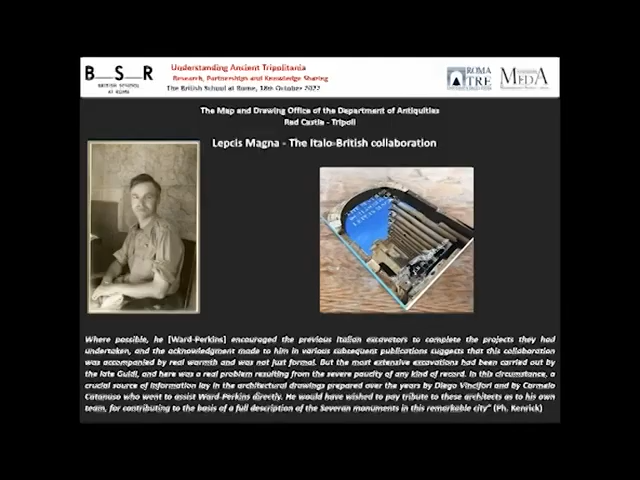 B S R
BRITISH SCHOOL
AT ROME
Understanding Ancient Tripolitania
Research, Partnerships and Knowledge Sharing
The British School at Rome, 18th October 2022
ROMA
TRE
MEDA
The Map and Drawing Office of the Department of Antiquities
Red Castle - Tripoli
Lepcis Magna - The Italo-British collaboration
Where possible, he [Ward-Perkins] encouraged the previous Italian excavators to complete the projects they had
undertaken, and the acknowledgment made to him in various subsequent publications suggests that this collaboration
was accompanied by real warmth and was not just formal. But the most extensive excavations had been carried out by
the late Guidi, and here was a real problem resulting from the severe paucity of any kind of record. In this circumstance, a
crucial source of information lay in the architectural drawings prepared over the years by Diego Vincifori and by Carmelo
Catanuso who went to assist Ward-Perkins directly. He would have wished to pay tribute to these architects as to his own
team, for contributing to the basis of a full description of the Severan monuments in this remarkable city" (Ph. Kenrick)